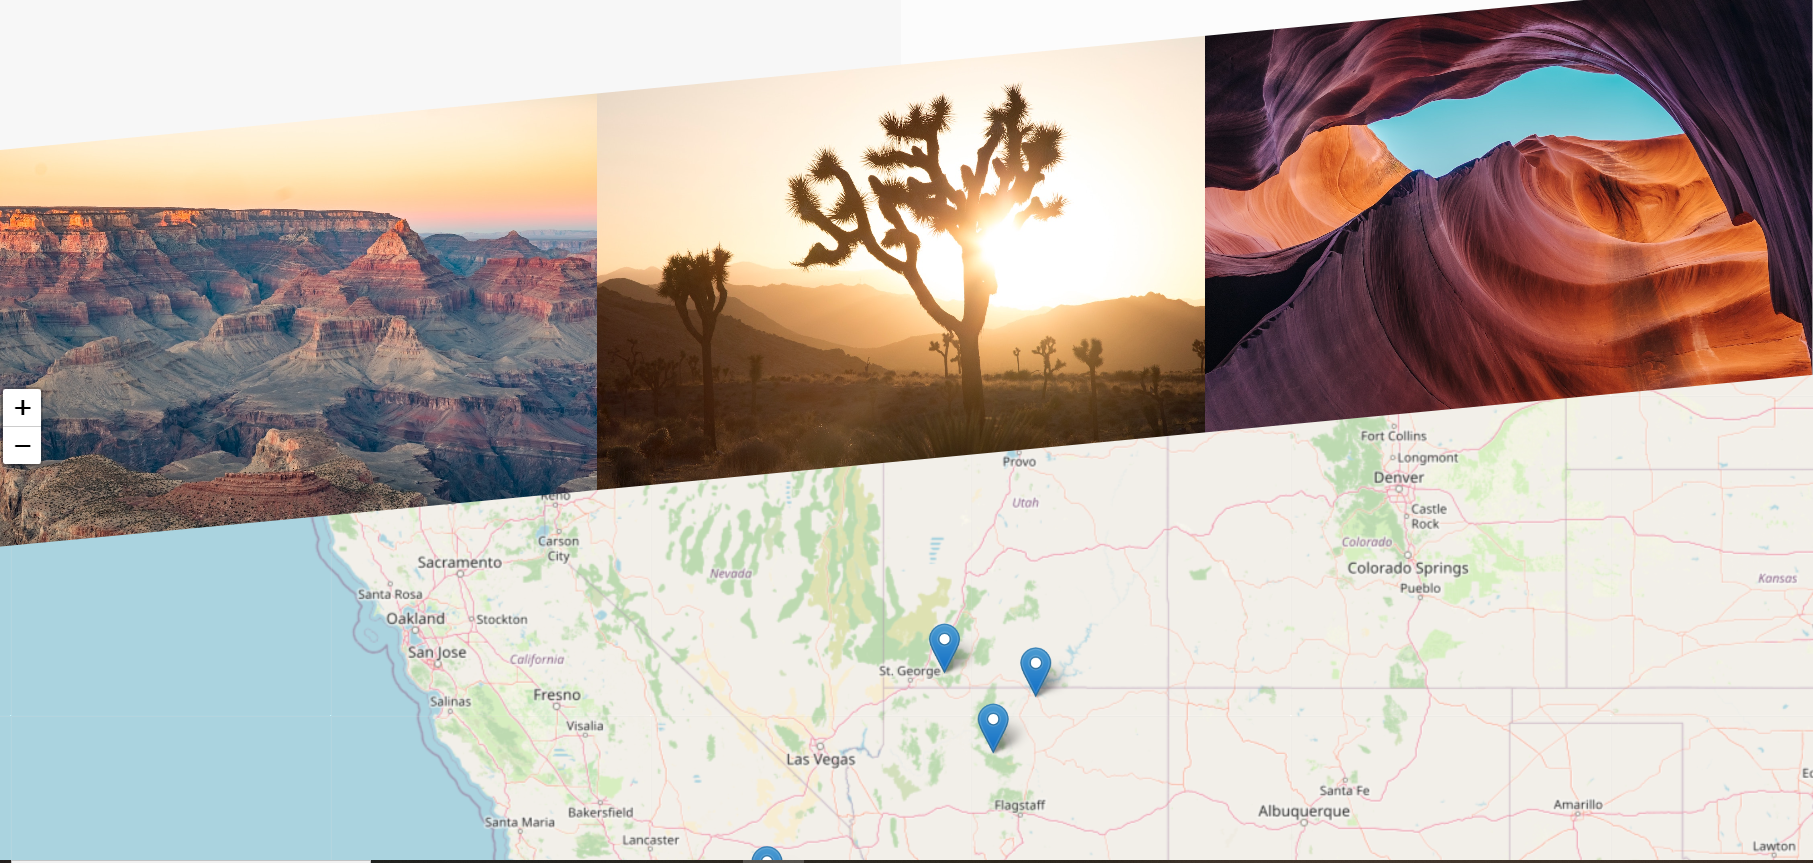 +
−
Fort Collins
Longmont
Provo
Denver
Utah
Castle
Rock
Carson
City
Colorado
Sacramento
Colorado Springs
Nevada
Kansas
Pueblo
Santa Rosa
Oakland
Stockton
San Jose
California
St. George
Fresno
Salinas
Visalia
Las Vegas
Santa Fe
Flagstaff
Amarillo
Albuquerque
Bakersfield
Santa Maria
Lancaster
Lawton